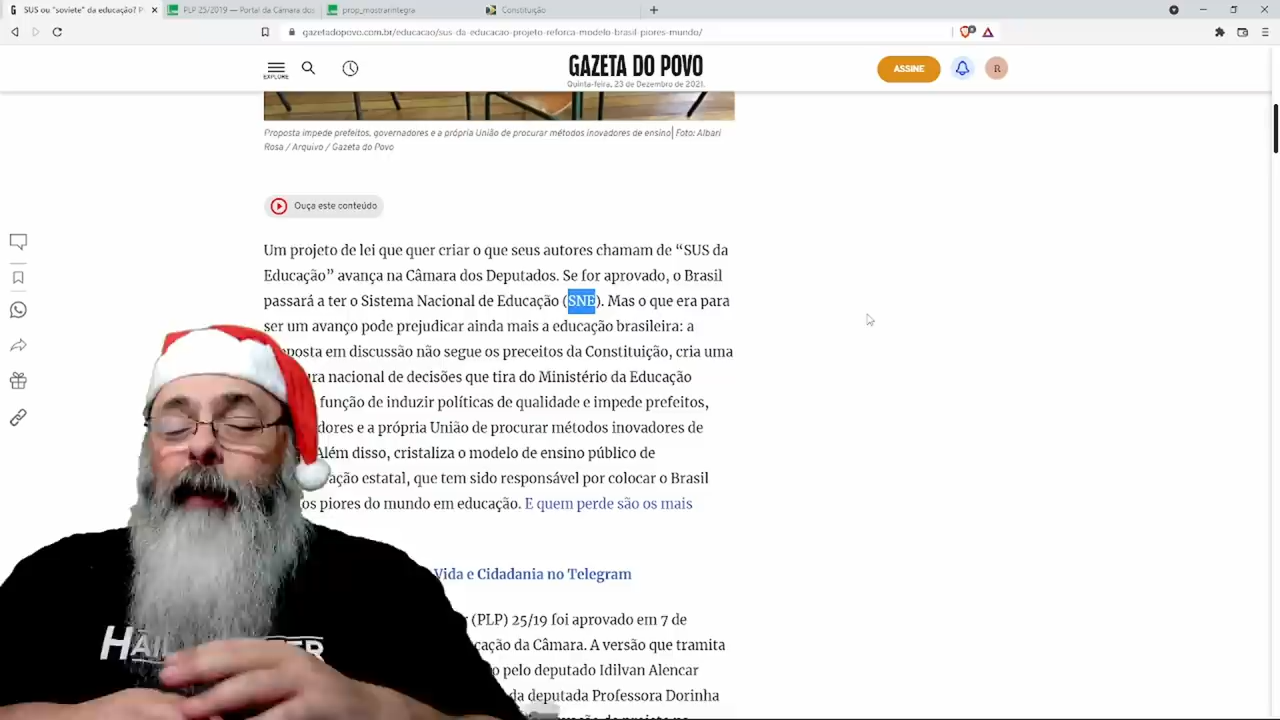 SUS ou "soviete" da educação? P
PLP 25/2019 — Portal da Câmara dos
prop_mostrarintegra
Constituição
gazetadopovo.com.br/educacao/sus-da-educacao-projeto-reforca-modelo-brasil-piores-mundo/
EXPLORE
GAZETA DO POVO
Quinta-feira, 23 de Dezembro de 2021.
ASSINE
R
Proposta impede prefeitos, governadores e a própria União de procurar métodos inovadores de ensino| Foto: Albari
Rosa / Arquivo / Gazeta do Povo
Ouça este conteúdo
Um projeto de lei que quer criar o que seus autores chamam de “SUS da
Educação” avança na Câmara dos Deputados. Se for aprovado, o Brasil
passará a ter o Sistema Nacional de Educação (SNE). Mas o que era para
ser um avanço pode prejudicar ainda mais a educação brasileira: a
posta em discussão não segue os preceitos da Constituição, cria uma
ura nacional de decisões que tira do Ministério da Educação
função de induzir políticas de qualidade e impede prefeitos,
dores e a própria União de procurar métodos inovadores de
Além disso, cristaliza o modelo de ensino público de
ação estatal, que tem sido responsável por colocar o Brasil
os piores do mundo em educação. E quem perde são os mais
Vida e Cidadania no Telegram
(PLP) 25/19 foi aprovado em 7 de
cação da Câmara. A versão que tramita
o pelo deputado Idilvan Alencar
da deputada Professora Dorinha